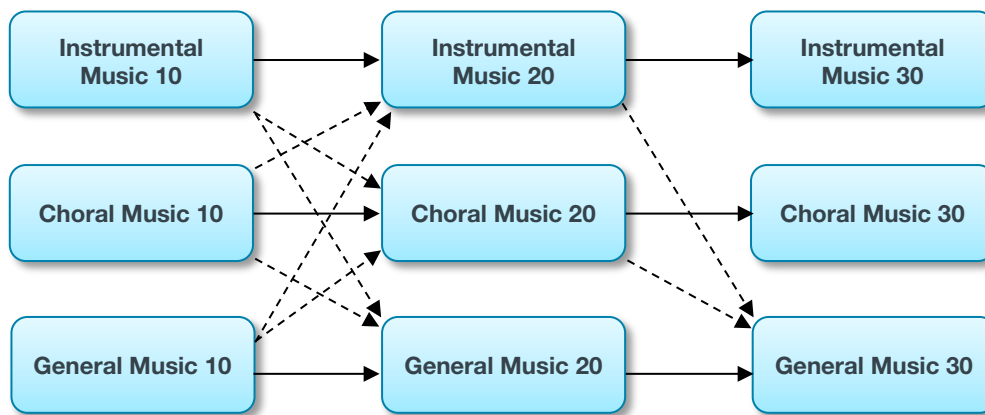 Instrumental
Music 10
Instrumental
Music 20
Instrumental
Music 30
Choral Music 10
Choral Music 20
Choral Music 30
General Music 10
General Music 20
General Music 30